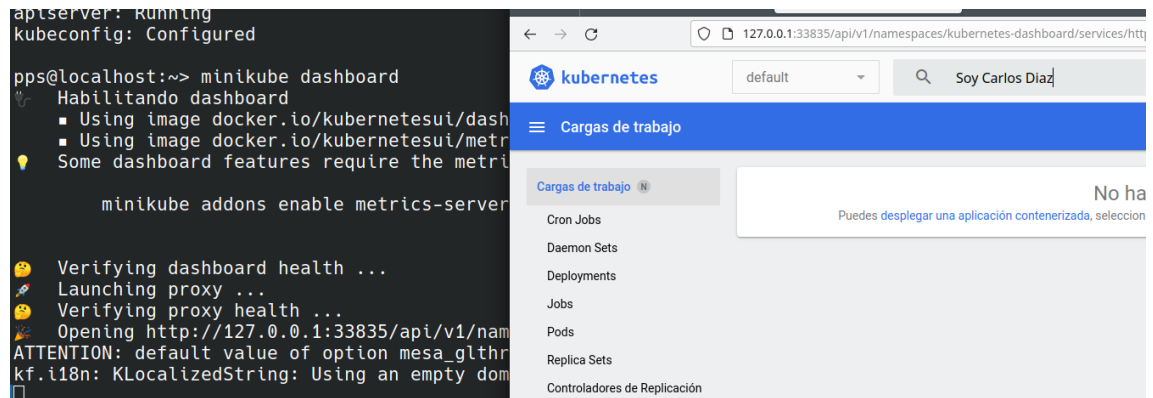 apiserver: Running
kubeconfig: Configured
pps@localhost:~> minikube dashboard
Habilitando dashboard
▪ Using image docker.io/kubernetesui/dash
▪ Using image docker.io/kubernetesui/metr
Some dashboard features require the metri
minikube addons enable metrics-server
Verifying dashboard health ...
Launching proxy ...
Verifying proxy health ...
Opening http://127.0.0.1:33835/api/v1/nam
ATTENTION: default value of option mesa_glthr
kf.i18n: KLocalizedString: Using an empty dom
127.0.0.1:33835/api/v1/namespaces/kubernetes-dashboard/services/http
kubernetes
default
Soy Carlos Diaz
Cargas de trabajo
Cargas de trabajo N
Cron Jobs
Daemon Sets
Deployments
Jobs
Pods
Replica Sets
Controladores de Replicación
No ha
Puedes desplegar una aplicación contenerizada, seleccion